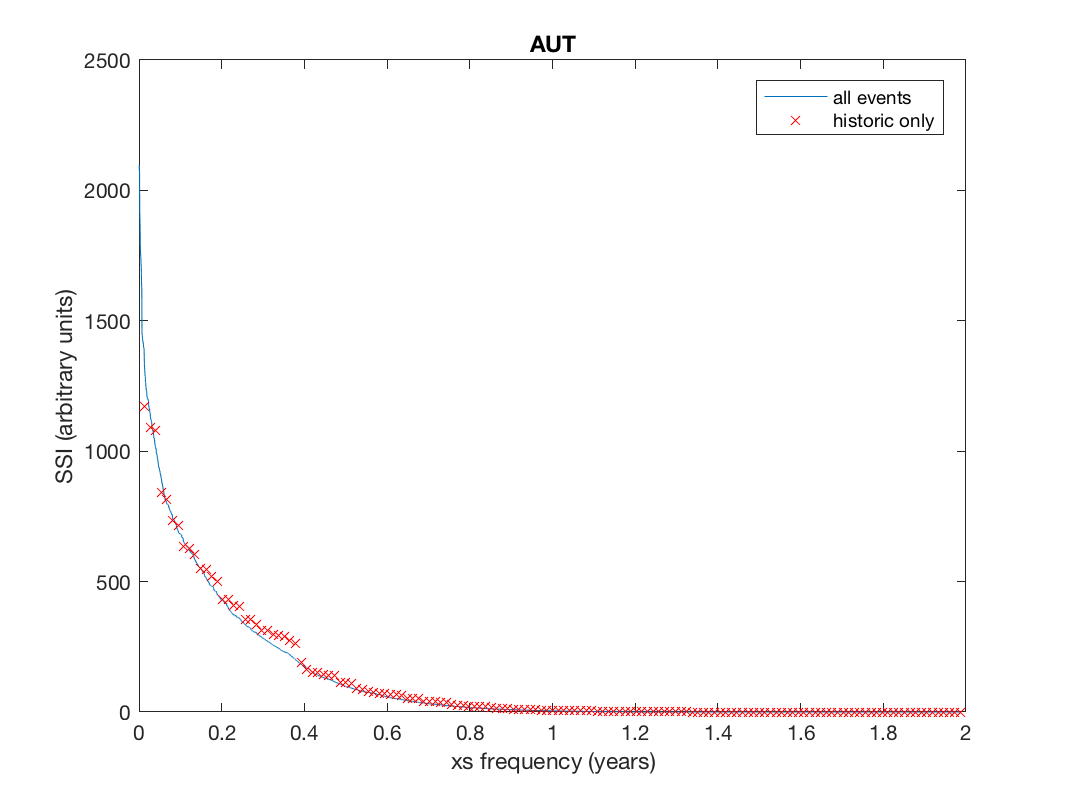 AUT
2500
2000
1500
1000
500
0
SSI (arbitrary units)
all events
historic only
0 0.2 0.4 0.6 0.8 1 1.2 1.4 1.6 1.8 2
xs frequency (years)